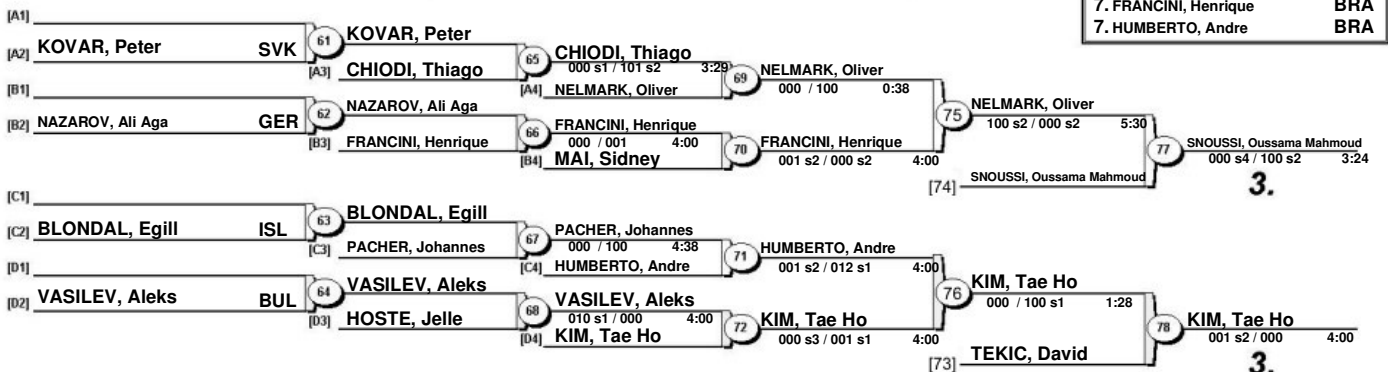 7. FRANCINI, Henrique BRA
7. HUMBERTO, Andre BRA
[A1]
[A2] KOVAR, Peter SVK
61
KOVAR, Peter
[A3] CHIODI, Thiago
65
CHIODI, Thiago
000 s1 / 101 s2 3:29
[A4] NELMARK, Oliver
69
NELMARK, Oliver
000 / 100 0:38
[B1]
[B2] NAZAROV, Ali Aga GER
62
NAZAROV, Ali Aga
[B3] FRANCINI, Henrique
66
FRANCINI, Henrique
000 / 001 4:00
[B4] MAI, Sidney
70
FRANCINI, Henrique
001 s2 / 000 s2 4:00
75
NELMARK, Oliver
100 s2 / 000 s2 5:30
[74] SNOUSSI, Oussama Mahmoud
77
SNOUSSI, Oussama Mahmoud
000 s4 / 100 s2 3:24
3.
[C1]
[C2] BLONDAL, Egill ISL
63
BLONDAL, Egill
[C3] PACHER, Johannes
67
PACHER, Johannes
000 / 100 4:38
[C4] HUMBERTO, Andre
71
HUMBERTO, Andre
001 s2 / 012 s1 4:00
[D1]
[D2] VASILEV, Aleks BUL
64
VASILEV, Aleks
[D3] HOSTE, Jelle
68
VASILEV, Aleks
010 s1 / 000 4:00
[D4] KIM, Tae Ho
72
KIM, Tae Ho
000 s3 / 001 s1 4:00
76
KIM, Tae Ho
000 / 100 s1 1:28
[73] TEKIC, David
78
KIM, Tae Ho
001 s2 / 000 4:00
3.